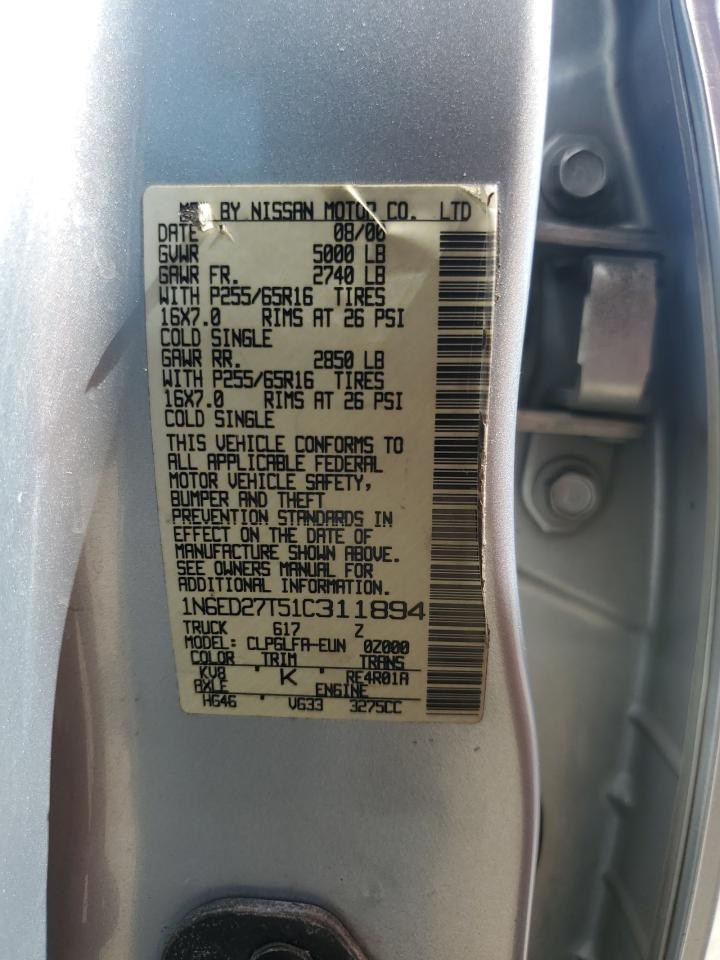 BY NISSAN MOTOR CO. LTD
DATE 08/00
GVWR 5000 LB
GAWR FR. 2740 LB
WITH P255/65R16 TIRES
16X7.0 RIMS AT 26 PSI
COLD SINGLE
GAWR RR. 2850 LB
WITH P255/65R16 TIRES
16X7.0 RIMS AT 26 PSI
COLD SINGLE
THIS VEHICLE CONFORMS TO
ALL APPLICABLE FEDERAL
MOTOR VEHICLE SAFETY,
BUMPER AND THEFT
PREVENTION STANDARDS IN
EFFECT ON THE DATE OF
MANUFACTURE SHOWN ABOVE.
SEE OWNERS MANUAL FOR
ADDITIONAL INFORMATION.
1N6ED27T51C311894
TRUCK 617 Z
MODEL: CLPGLFA-EUN 0Z000
COLOR TRIM TRANS
KV8 K RE4R01A
AXLE ENGINE
HG46 VG33 3275CC